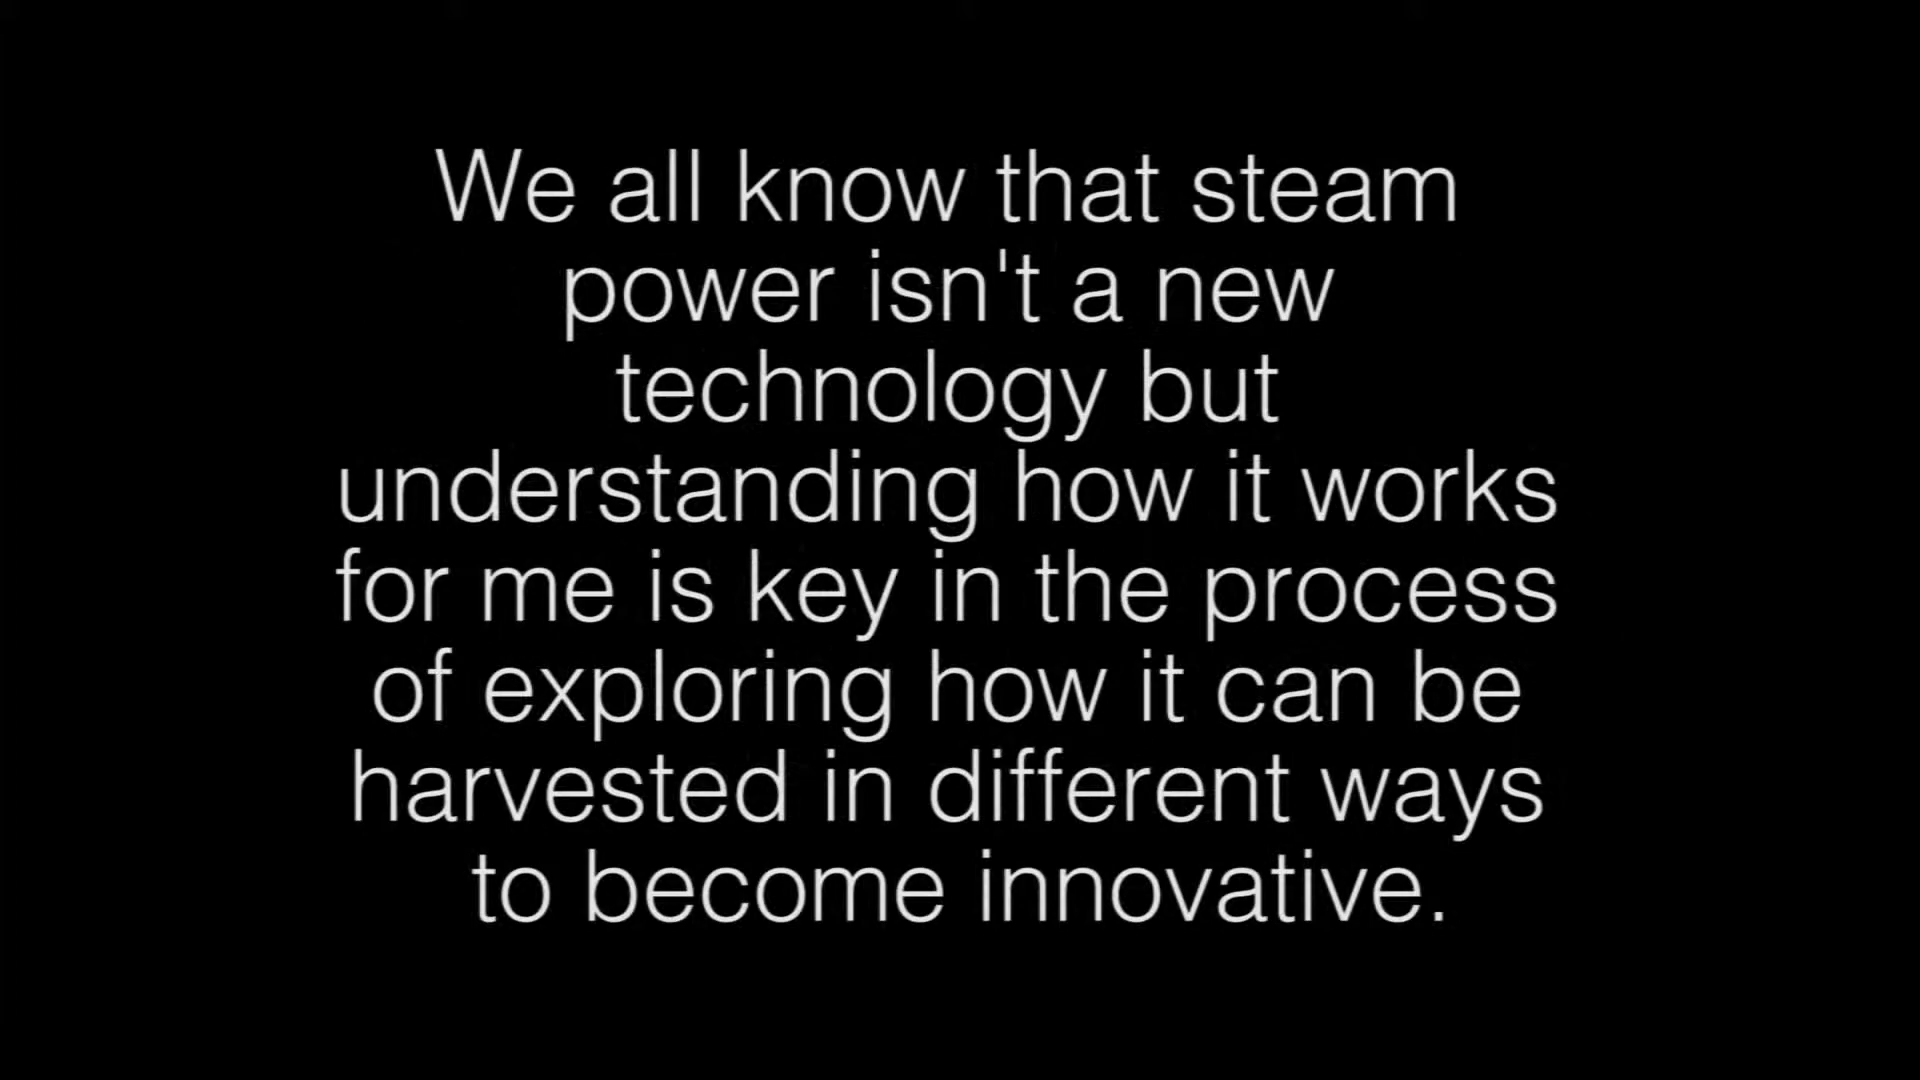 We all know that steam
power isn't a new
technology but
understanding how it works
for me is key in the process
of exploring how it can be
harvested in different ways
to become innovative.